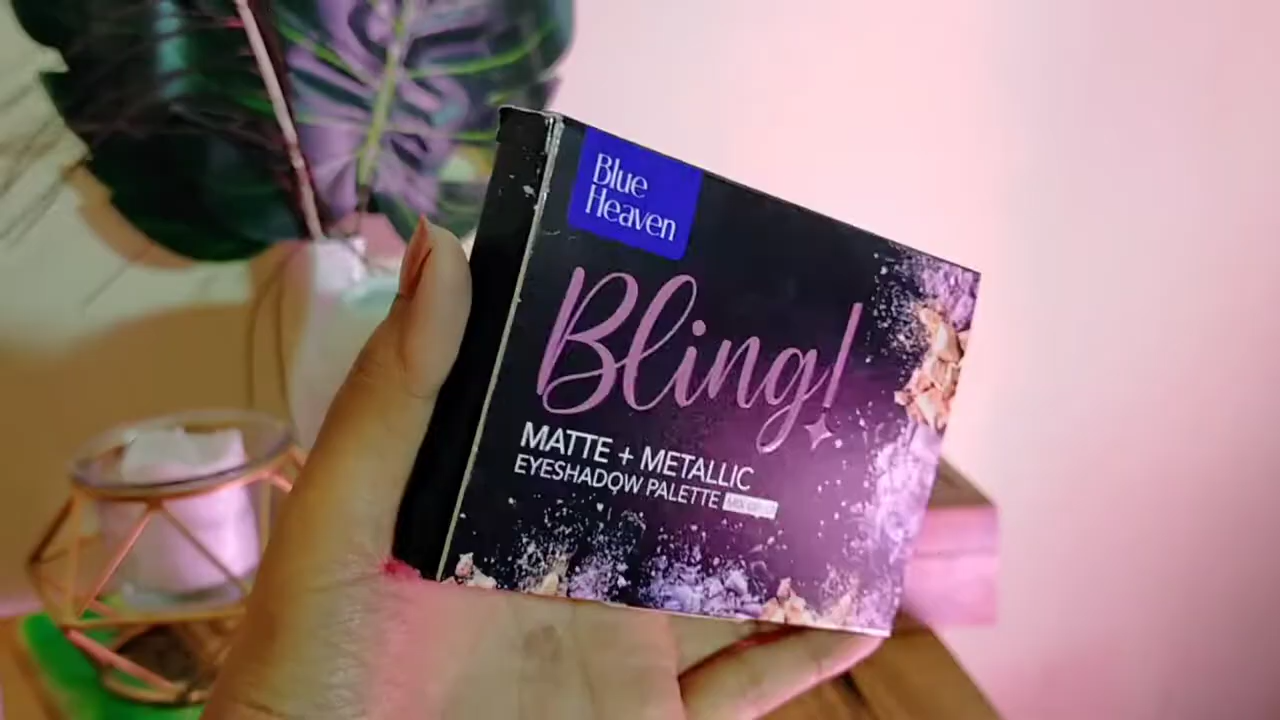 Blue
Heaven
Bling!
MATTE + METALLIC
EYESHADOW PALETTE